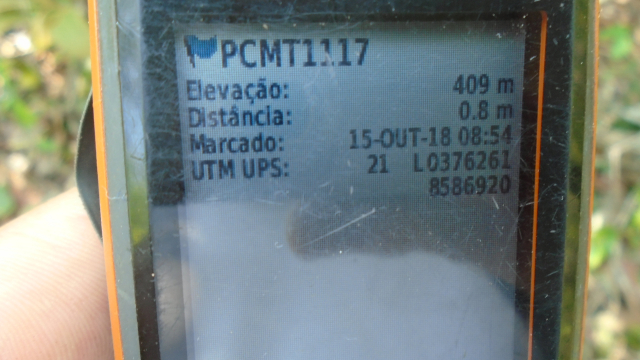 PCMT1117
Elevação: 409 m
Distância: 0.8 m
Marcado: 15-OUT-18 08:54
UTM UPS: 21 L 0376261
8586920